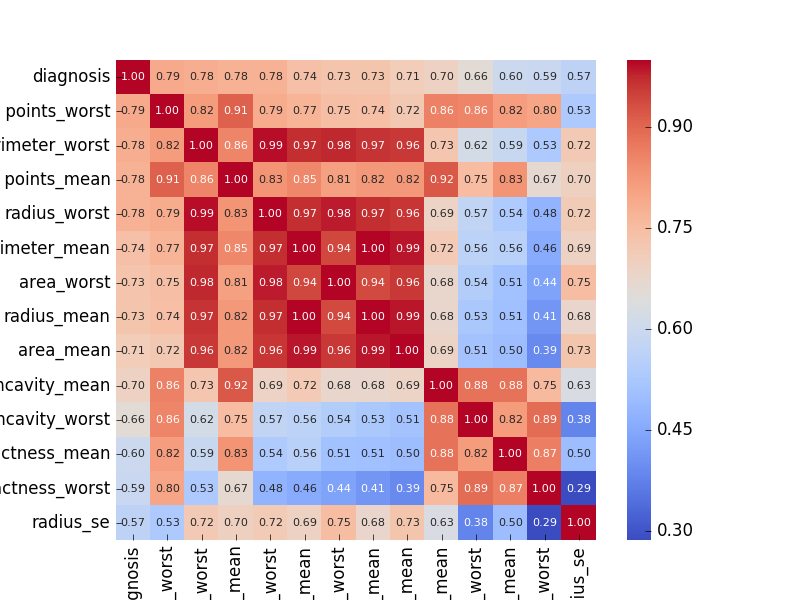 diagnosis 1.00 0.79 0.78 0.78 0.78 0.74 0.73 0.73 0.71 0.70 0.66 0.60 0.59 0.57
points_worst 0.79 1.00 0.82 0.91 0.79 0.77 0.75 0.74 0.72 0.86 0.86 0.82 0.80 0.53
rimeter_worst 0.78 0.82 1.00 0.86 0.99 0.97 0.98 0.97 0.96 0.73 0.62 0.59 0.53 0.72
points_mean 0.78 0.91 0.86 1.00 0.83 0.85 0.81 0.82 0.82 0.92 0.75 0.83 0.67 0.70
radius_worst 0.78 0.79 0.99 0.83 1.00 0.97 0.98 0.97 0.96 0.69 0.57 0.54 0.48 0.72
imeter_mean 0.74 0.77 0.97 0.85 0.97 1.00 0.94 1.00 0.99 0.72 0.56 0.56 0.46 0.69
area_worst 0.73 0.75 0.98 0.81 0.98 0.94 1.00 0.94 0.96 0.68 0.54 0.51 0.44 0.75
radius_mean 0.73 0.74 0.97 0.82 0.97 1.00 0.94 1.00 0.99 0.68 0.53 0.51 0.41 0.68
area_mean 0.71 0.72 0.96 0.82 0.96 0.99 0.96 0.99 1.00 0.69 0.51 0.50 0.39 0.73
ncavity_mean 0.70 0.86 0.73 0.92 0.69 0.72 0.68 0.68 0.69 1.00 0.88 0.88 0.75 0.63
ncavity_worst 0.66 0.86 0.62 0.75 0.57 0.56 0.54 0.53 0.51 0.88 1.00 0.82 0.89 0.38
ctness_mean 0.60 0.82 0.59 0.83 0.54 0.56 0.51 0.51 0.50 0.88 0.82 1.00 0.87 0.50
ctness_worst 0.59 0.80 0.53 0.67 0.48 0.46 0.44 0.41 0.39 0.75 0.89 0.87 1.00 0.29
radius_se 0.57 0.53 0.72 0.70 0.72 0.69 0.75 0.68 0.73 0.63 0.38 0.50 0.29 1.00
gnosis
_worst
_worst
_mean
_worst
_mean
_worst
_mean
_mean
_mean
_worst
_mean
_worst
ius_se
0.90
0.75
0.60
0.45
0.30